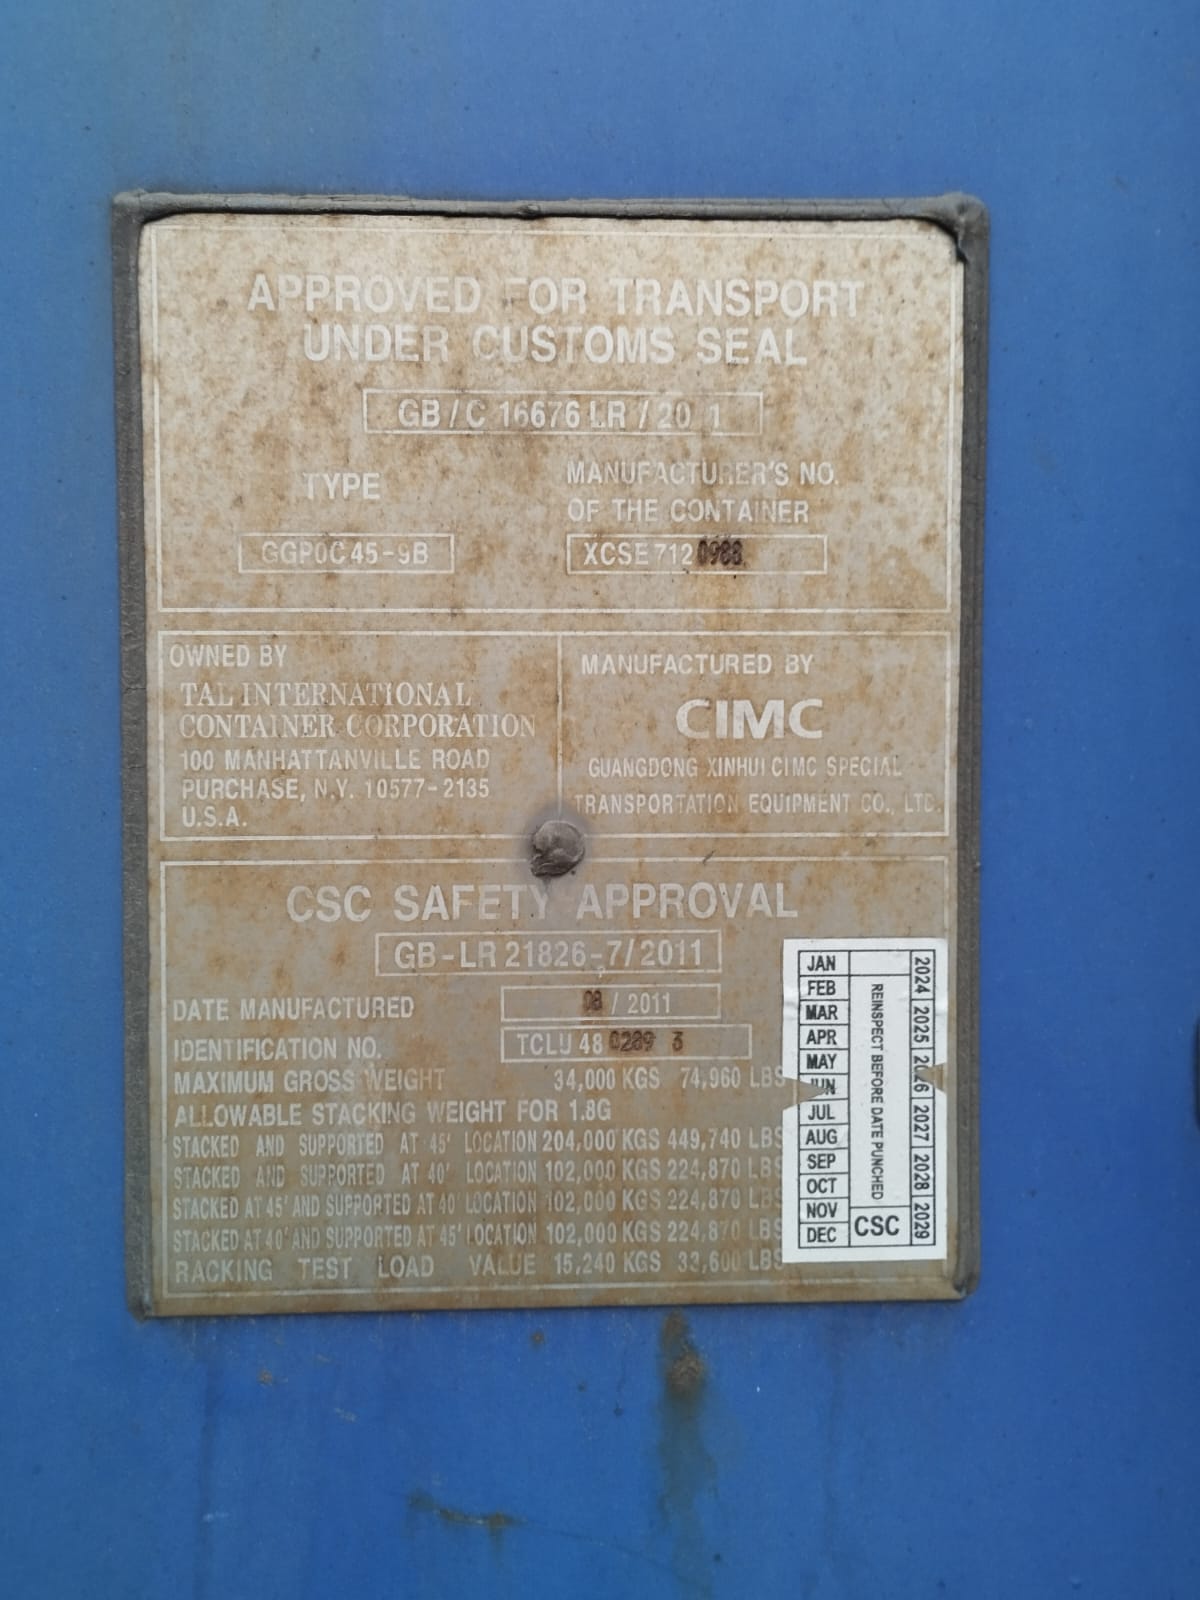 APPROVED FOR TRANSPORT
UNDER CUSTOMS SEAL
GB/C 16676 LR/20 1
TYPE
MANUFACTURER'S NO.
OF THE CONTAINER
GGP0C45-9B
XCSE 712 0988
OWNED BY
TAL INTERNATIONAL
CONTAINER CORPORATION
100 MANHATTANVILLE ROAD
PURCHASE, N.Y. 10577-2135
U.S.A.
MANUFACTURED BY
CIMC
GUANGDONG XINHUI CIMC SPECIAL
TRANSPORTATION EQUIPMENT CO., LTD.
CSC SAFETY APPROVAL
GB-LR 21826-7/2011
DATE MANUFACTURED 08 / 2011
IDENTIFICATION NO. TCLU 48 0289 3
MAXIMUM GROSS WEIGHT 34,000 KGS 74,960 LBS
ALLOWABLE STACKING WEIGHT FOR 1.8G
STACKED AND SUPPORTED AT 45' LOCATION 204,000 KGS 449,740 LBS
STACKED AND SUPPORTED AT 40' LOCATION 102,000 KGS 224,870 LBS
STACKED AT 45' AND SUPPORTED AT 40' LOCATION 102,000 KGS 224,870 LBS
STACKED AT 40' AND SUPPORTED AT 45' LOCATION 102,000 KGS 224,870 LBS
RACKING TEST LOAD VALUE 15,240 KGS 33,600 LBS
JAN
FEB
MAR
APR
MAY
JUN
JUL
AUG
SEP
OCT
NOV
DEC
REINSPECT BEFORE DATE PUNCHED
CSC
2024 2025 2026 2027 2028 2029